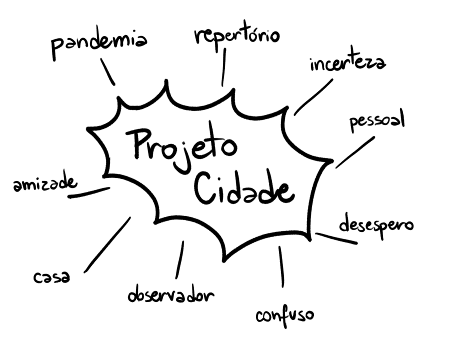 pandemia
repertório
incerteza
pessoal
Projeto
Cidade
amizade
desespero
casa
observador
confuso